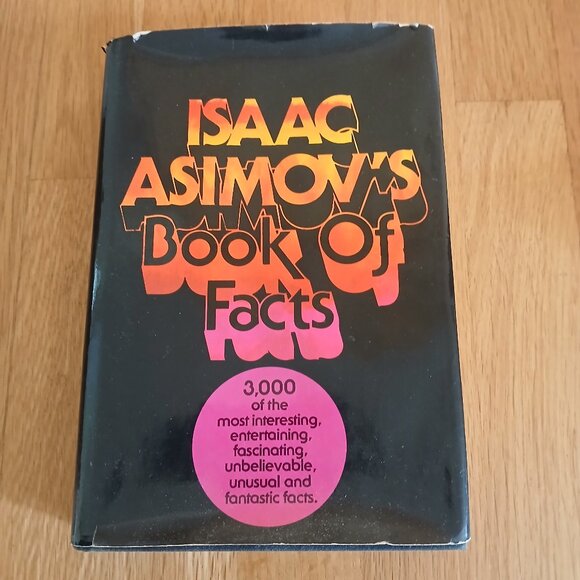 ISAAC
ASIMOV'S
Book Of
Facts
3,000
of the
most interesting,
entertaining,
fascinating,
unbelievable,
unusual and
fantastic facts.